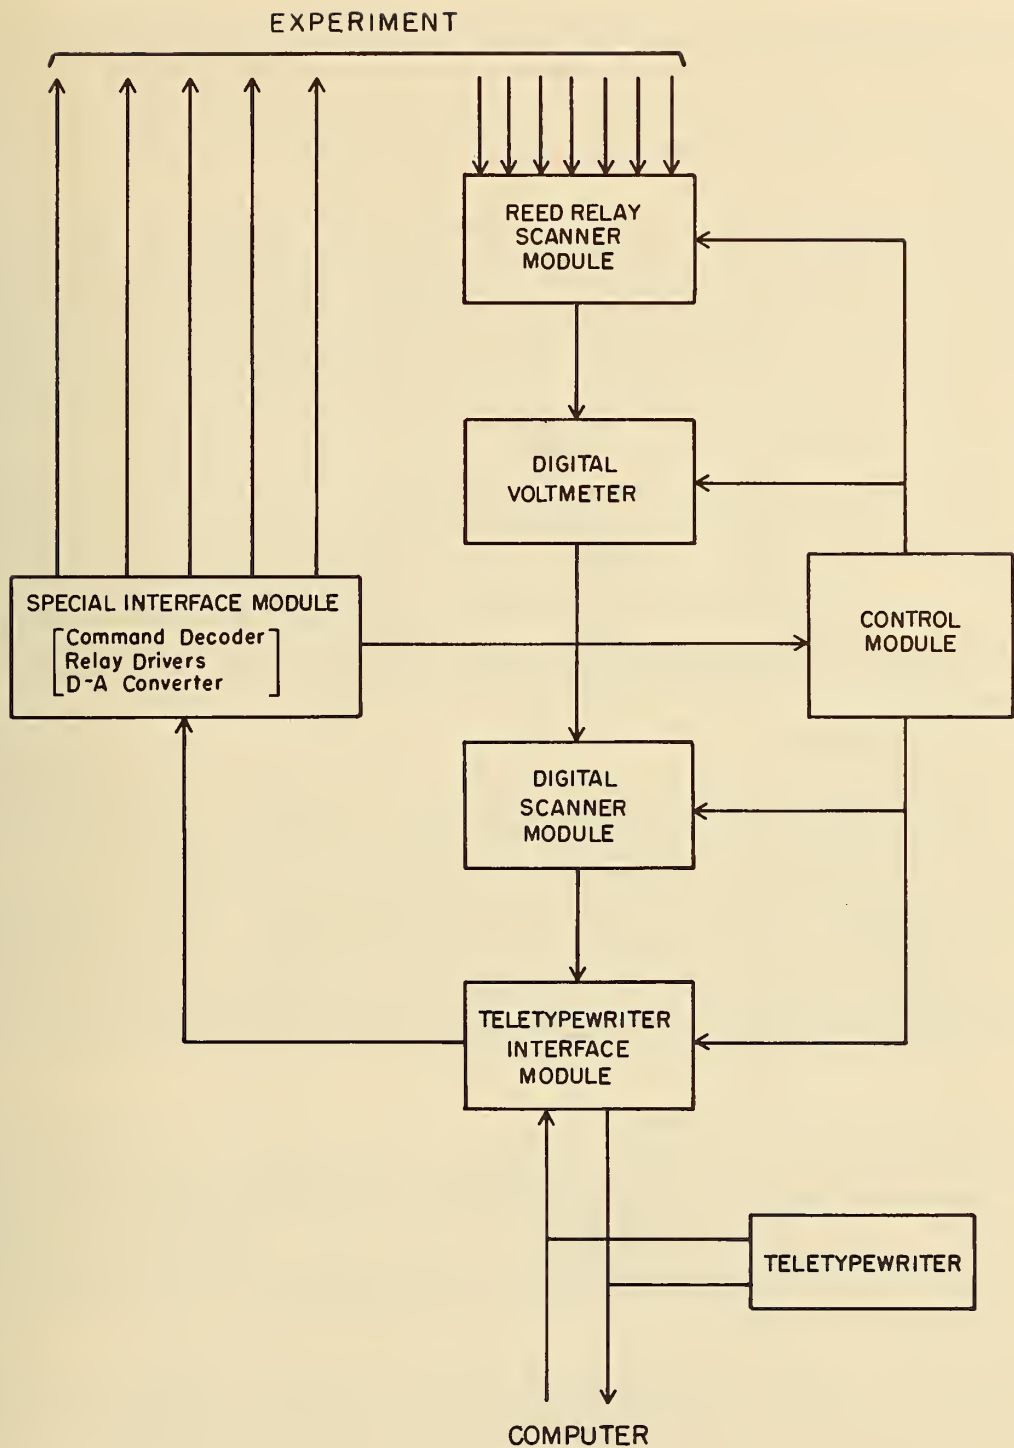 EXPERIMENT
REED RELAY
SCANNER
MODULE
DIGITAL
VOLTMETER
SPECIAL INTERFACE MODULE
[Command Decoder]
Relay Drivers
D-A Converter
CONTROL
MODULE
DIGITAL
SCANNER
MODULE
TELETYPEWRITER
INTERFACE
MODULE
TELETYPEWRITER
COMPUTER